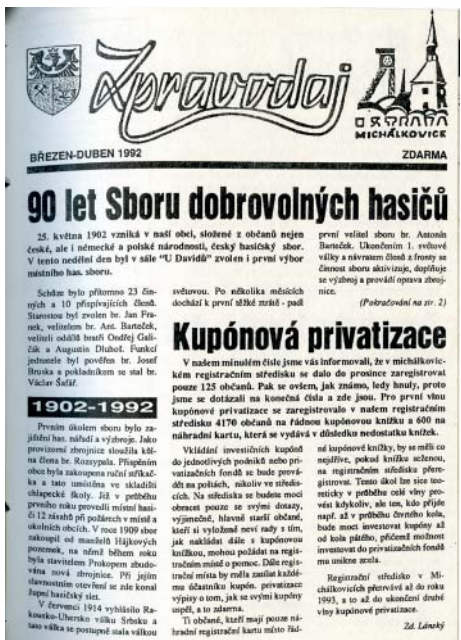 Zpravodaj
OSTRAVA
MICHÁLKOVICE
BŘEZEN-DUBEN 1992
ZDARMA
90 let Sboru dobrovolných hasičů
25. května 1902 vzniká v naší obci, složené z občanů nejen
české, ale i německé a polské národnosti, český hasičský sbor.
V tento nedělní den byl v sále "U Davidů" zvolen i první výbor
místního has. sboru.
Schůze bylo přítomno 23 čin-
ných a 10 přispívajících členů.
Starostou byl zvolen br. Jan Fra-
nek, velitelem br. Ant. Barteček,
veliteli oddílů bratři Ondřej Gali-
čák a Augustin Dluhoš. Funkcí
jednatele byl pověřen br. Josef
Bruska a pokladníkem se stal br.
Václav Šafář.
1902-1992
Prvním úkolem sboru bylo za-
jištění has. nářadí a výzbroje. Jako
provizorní zbrojnice sloužila kůl-
na člena br. Rozsypala. Přispěním
obce byla zakoupena ruční stříkač-
ka a tato umístěna ve skladišti
chlapecké školy. Již v průběhu
prvního roku provedli místní hasi-
či 12 zásahů při požárech v místě a
okolních obcích. V roce 1909 sbor
zakoupil od manželů Hájkových
pozemek, na němž během roku
byla stavitelem Prokopem zbudo-
vána nová zbrojnice. Při jejím
slavnostním otevření se zde konal
župní hasičský slet.
V červenci 1914 vyhlásilo Ra-
kousko-Uhersko válku Srbsku a
tato válka se postupně stala válkou
světovou. Po několika měsících
dochází k první těžké ztrátě - padl
první velitel sboru br. Antonín
Barteček. Ukončením 1. světové
války a návratem členů z fronty se
činnost sboru aktivizuje, doplňuje
se výzbroj a provádí oprava zbroj-
nice.
(Pokračování na str. 2)
Kupónová privatizace
V našem minulém čísle jsme vás informovali, že v michálkovic-
kém registračním středisku se dalo do prosince zaregistrovat
pouze 125 občanů. Pak se ovšem, jak známo, ledy hnuly, proto
jsme se dotázali na konečná čísla a zde jsou. Pro první vlnu
kupónové privatizace se zaregistrovalo v našem registračním
středisku 4170 občanů na řádnou kupónovou knížku a 600 na
náhradní kartu, která se vydává v důsledku nedostatku knížek.
Vkládání investičních kupónů
do jednotlivých podniků nebo pri-
vatizačních fondů se bude prová-
dět na poštách, nikoliv ve středis-
cích. Na střediska se budete moci
obracet pouze se svými dotazy,
výjimečně, hlavně starší občané,
kteří si vyloženě neví rady s tím,
jak nakládat dále s kupónovou
knížkou, mohou požádat na regis-
tračním místě o pomoc. Dále regis-
trační místa by měla zasílat každé-
mu účastníku kupón. privatizace
výpisy o tom, jak se svými kupóny
uspěl, a to zdarma.
Ti občané, kteří mají pouze ná-
hradní registrační kartu místo řád-
né kupónové knížky, by se měli co
nejdříve, pokud knížku seženou,
na registračním středisku přere-
gistrovat. Tento úkol lze sice teo-
reticky v průběhu celé vlny pro-
vést kdykoliv, ale ten, kdo přijde
např. až v průběhu čtvrtého kola,
bude moci investovat kupóny až
od kola pátého, přičemž možnost
investovat do privatizačních fondů
mu unikne zcela.
Registrační středisko v Mi-
chálkovicích přetrvává až do roku
1993, a to až do ukončení druhé
vlny kupónové privatizace.
Zd. Lánský